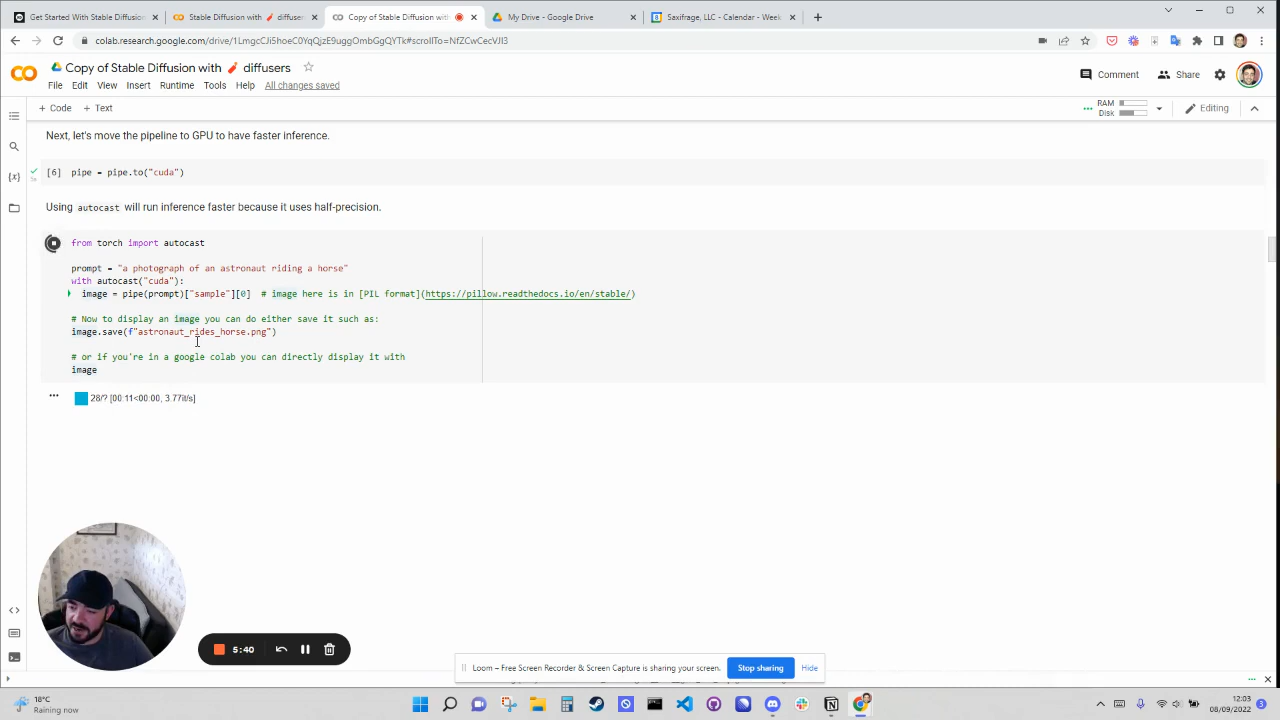 Get Started With Stable Diffusion
Stable Diffusion with 🧨 diffuser
Copy of Stable Diffusion with
My Drive - Google Drive
Saxifrage, LLC - Calendar - Week
colab.research.google.com/drive/1LmgcCJi5hoeC0YqQjzE9uggOmbGgQYTk#scrollTo=NfZCwCecVJI3
Copy of Stable Diffusion with 🧨 diffusers
File Edit View Insert Runtime Tools Help All changes saved
Comment Share
+ Code + Text
RAM
Disk
Editing
Next, let's move the pipeline to GPU to have faster inference.
[6] pipe = pipe.to("cuda")
Using autocast will run inference faster because it uses half-precision.
from torch import autocast
prompt = "a photograph of an astronaut riding a horse"
with autocast("cuda"):
image = pipe(prompt)["sample"][0] # image here is in [PIL format](https://pillow.readthedocs.io/en/stable/)
# Now to display an image you can do either save it such as:
image.save(f"astronaut_rides_horse.png")
# or if you're in a google colab you can directly display it with
image
28/? [00:11<00:00, 3.77it/s]
5:40
Loom – Free Screen Recorder & Screen Capture is sharing your screen.
Stop sharing
Hide
18°C
Raining now
12:03
08/09/2022